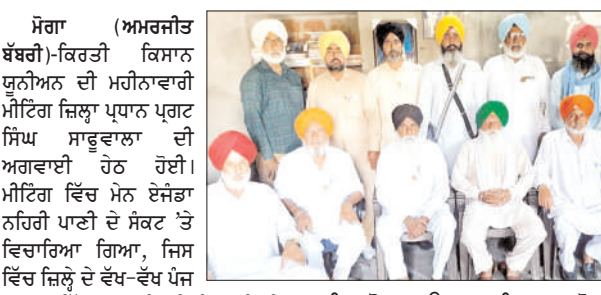 ਮੋਗਾ (ਅਮਰਜੀਤ
ਬੱਬਰੀ)-ਕਿਰਤੀ ਕਿਸਾਨ
ਯੂਨੀਅਨ ਦੀ ਮਹੀਨਾਵਾਰੀ
ਮੀਟਿੰਗ ਜ਼ਿਲ੍ਹਾ ਪ੍ਰਧਾਨ ਪ੍ਰਗਟ
ਸਿੰਘ ਸਾਫੂਵਾਲਾ ਦੀ
ਅਗਵਾਈ ਹੇਠ ਹੋਈ।
ਮੀਟਿੰਗ ਵਿੱਚ ਮੇਨ ਏਜੰਡਾ
ਨਹਿਰੀ ਪਾਣੀ ਦੇ ਸੰਕਟ 'ਤੇ
ਵਿਚਾਰਿਆ ਗਿਆ, ਜਿਸ
ਵਿੱਚ ਜ਼ਿਲ੍ਹੇ ਦੇ ਵੱਖ-ਵੱਖ ਪੰਜ